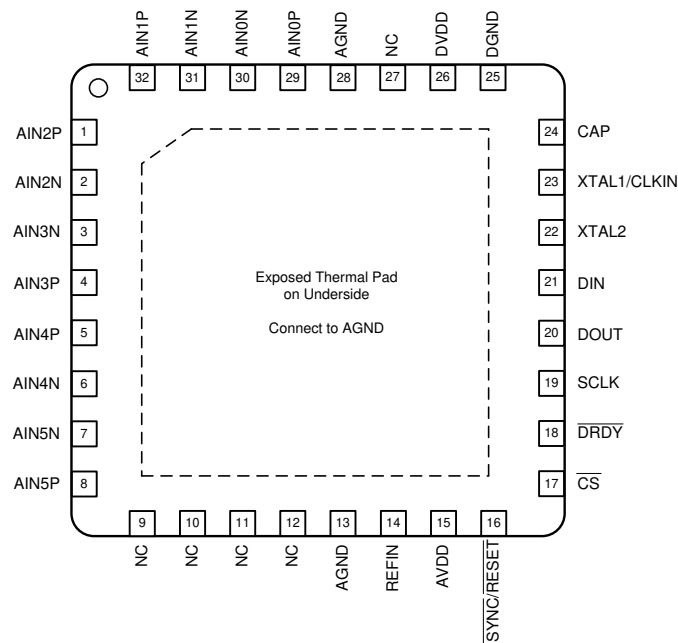 AIN1P
AIN1N
AIN0N
AIN0P
AGND
NC
DVDD
DGND
32
31
30
29
28
27
26
25
AIN2P 1
AIN2N 2
AIN3N 3
AIN3P 4
AIN4P 5
AIN4N 6
AIN5N 7
AIN5P 8
Exposed Thermal Pad
on Underside
Connect to AGND
24 CAP
23 XTAL1/CLKIN
22 XTAL2
21 DIN
20 DOUT
19 SCLK
18 DRDY
17 CS
9
10
11
12
13
14
15
16
NC
NC
NC
NC
AGND
REFIN
AVDD
SYNC/RESET